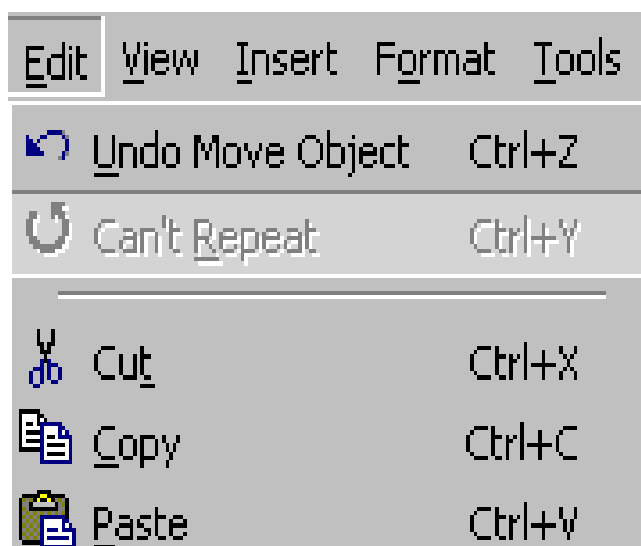 Edit View Insert Format Tools
Undo Move Object Ctrl+Z
Can't Repeat Ctrl+Y
Cut Ctrl+X
Copy Ctrl+C
Paste Ctrl+V